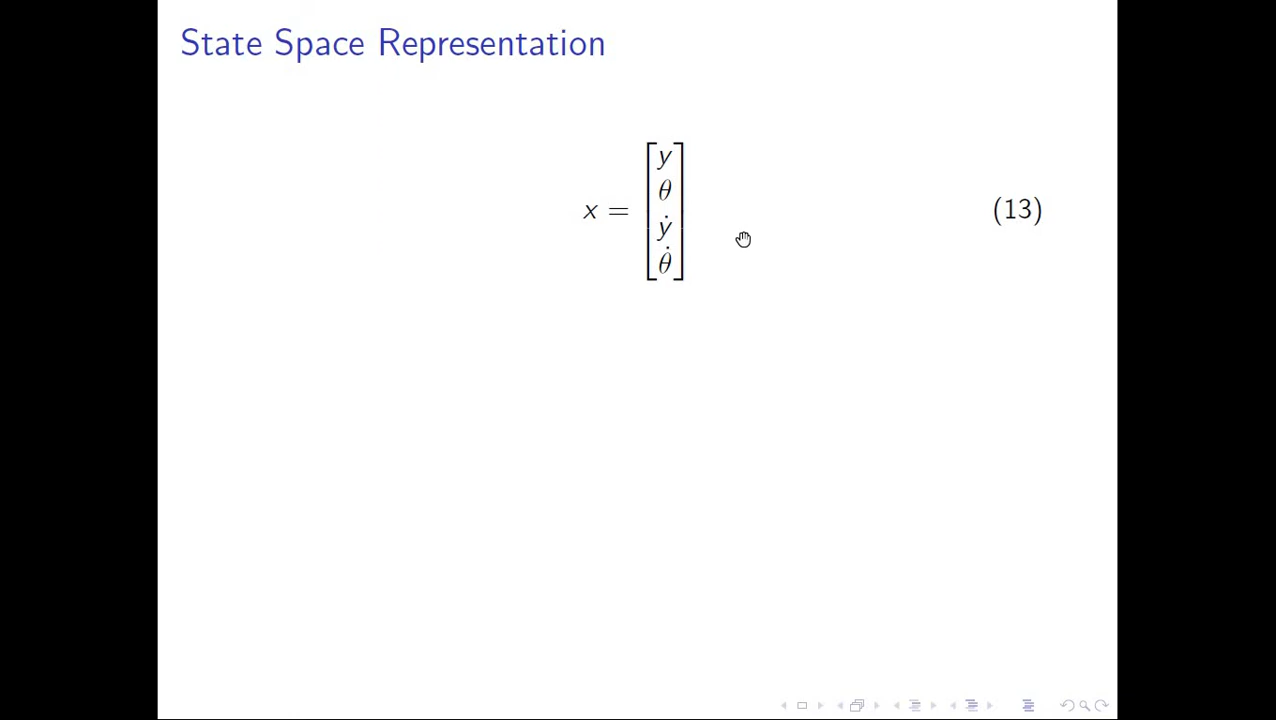 State Space Representation
x = [y θ ẏ θ̇] (13)